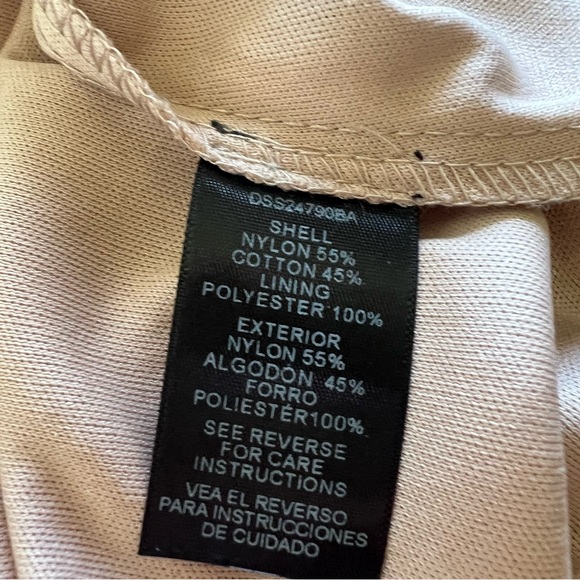 DSS24790BA
SHELL
NYLON 55%
COTTON 45%
LINING
POLYESTER 100%
EXTERIOR
NYLON 55%
ALGODÓN 45%
FORRO
POLIESTÉR100%
SEE REVERSE
FOR CARE
INSTRUCTIONS
VEA EL REVERSO
PARA INSTRUCCIONES
DE CUIDADO